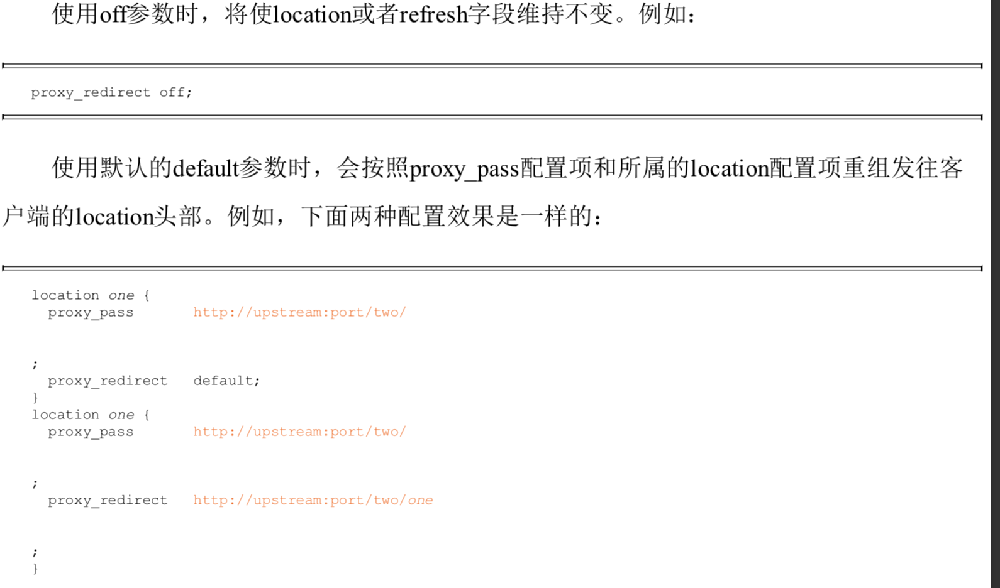 使用off参数时，将使location或者refresh字段维持不变。例如：
proxy_redirect off;
使用默认的default参数时，会按照proxy_pass配置项和所属的location配置项重组发往客
户端的location头部。例如，下面两种配置效果是一样的：
location one {
proxy_pass http://upstream:port/two/
;
proxy_redirect default;
}
location one {
proxy_pass http://upstream:port/two/
;
proxy_redirect http://upstream:port/two/one
;
}